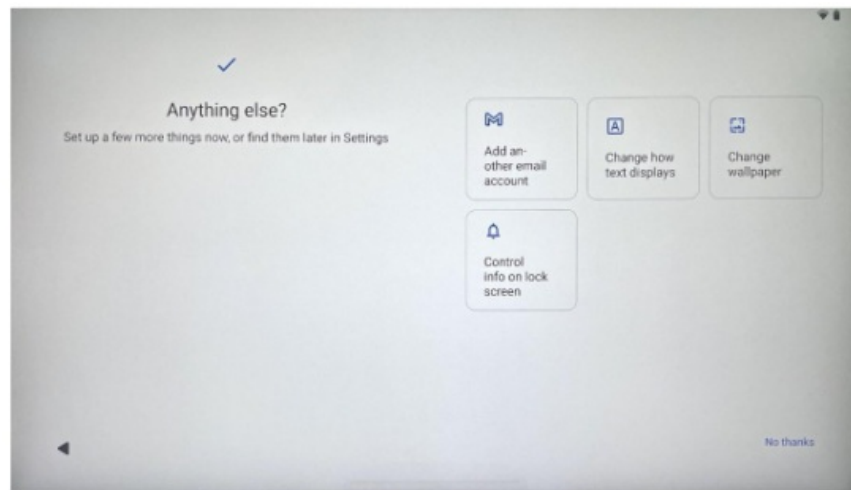 Anything else?
Set up a few more things now, or find them later in Settings
Add an-
other email
account
Change how
text displays
Change
wallpaper
Control
info on lock
screen
No thanks